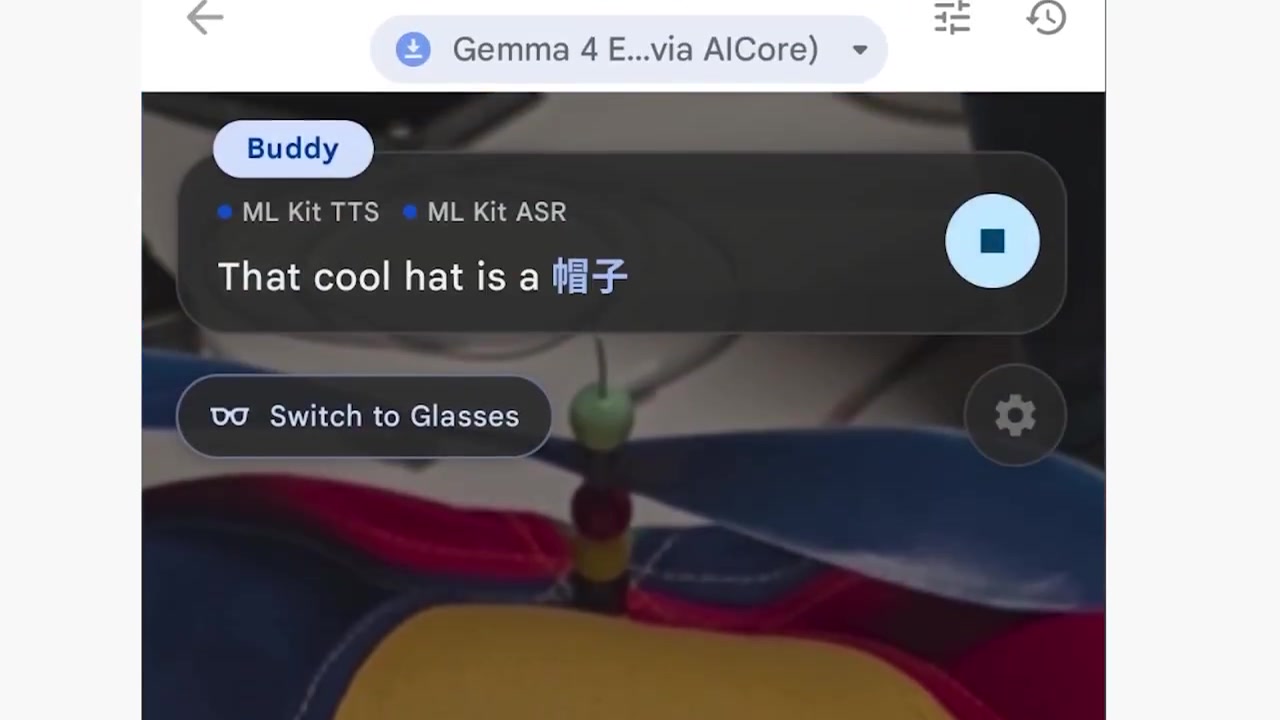 Gemma 4 E...via AICore)
Buddy
ML Kit TTS ML Kit ASR
That cool hat is a 帽子
Switch to Glasses